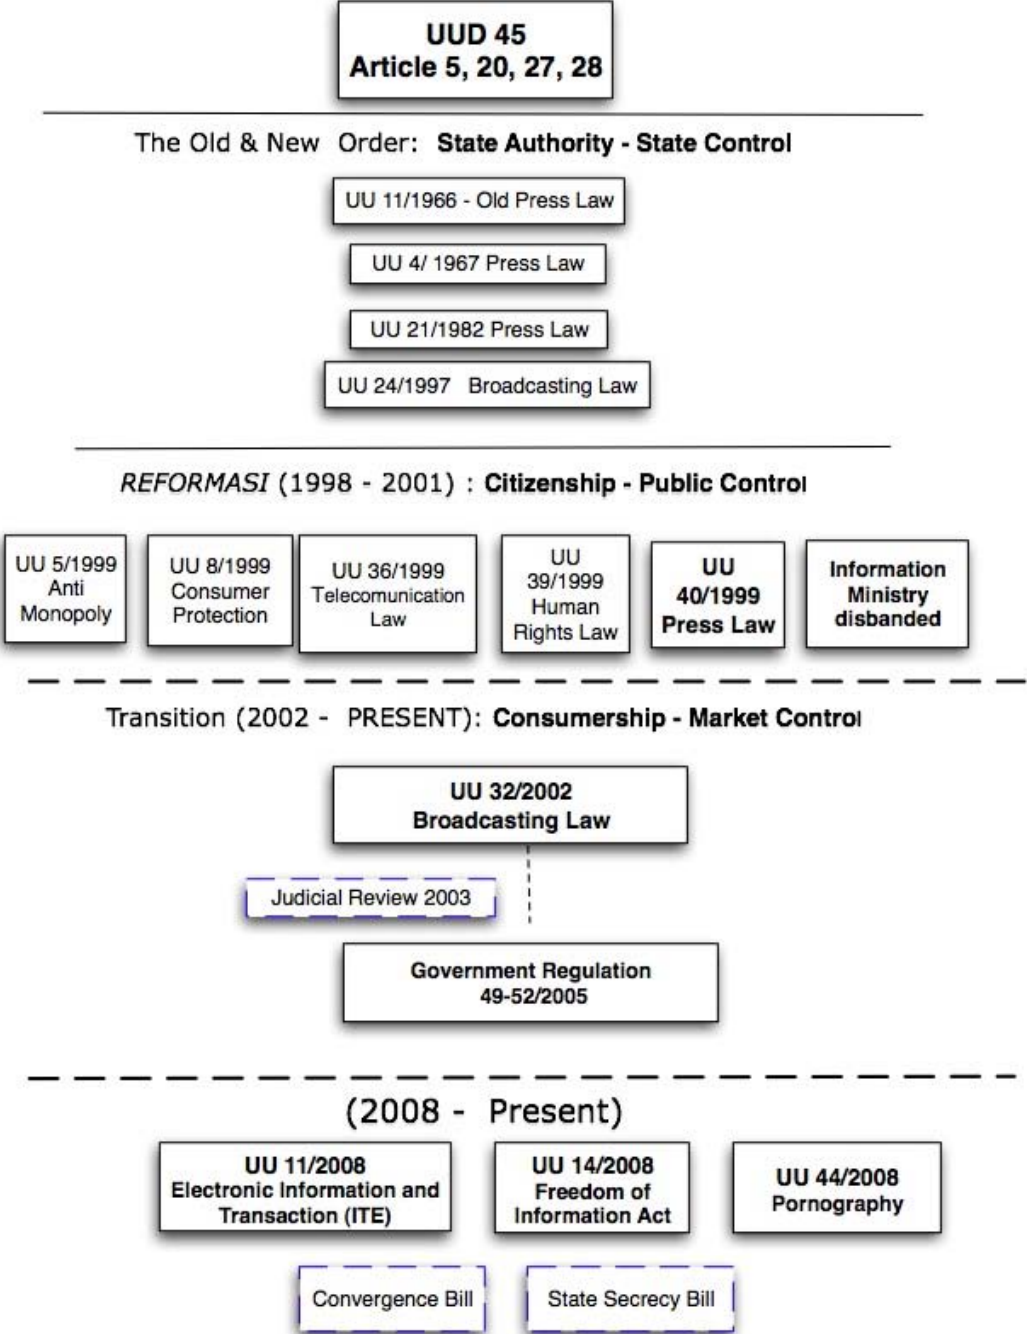 UUD 45
Article 5, 20, 27, 28
The Old & New Order: State Authority - State Control
UU 11/1966 - Old Press Law
UU 4/ 1967 Press Law
UU 21/1982 Press Law
UU 24/1997 Broadcasting Law
REFORMASI (1998 - 2001) : Citizenship - Public Control
UU 5/1999
Anti
Monopoly
UU 8/1999
Consumer
Protection
UU 36/1999
Telecomunication
Law
UU
39/1999
Human
Rights Law
UU
40/1999
Press Law
Information
Ministry
disbanded
Transition (2002 - PRESENT): Consumership - Market Control
UU 32/2002
Broadcasting Law
Judicial Review 2003
Government Regulation
49-52/2005
(2008 - Present)
UU 11/2008
Electronic Information and
Transaction (ITE)
UU 14/2008
Freedom of
Information Act
UU 44/2008
Pornography
Convergence Bill
State Secrecy Bill